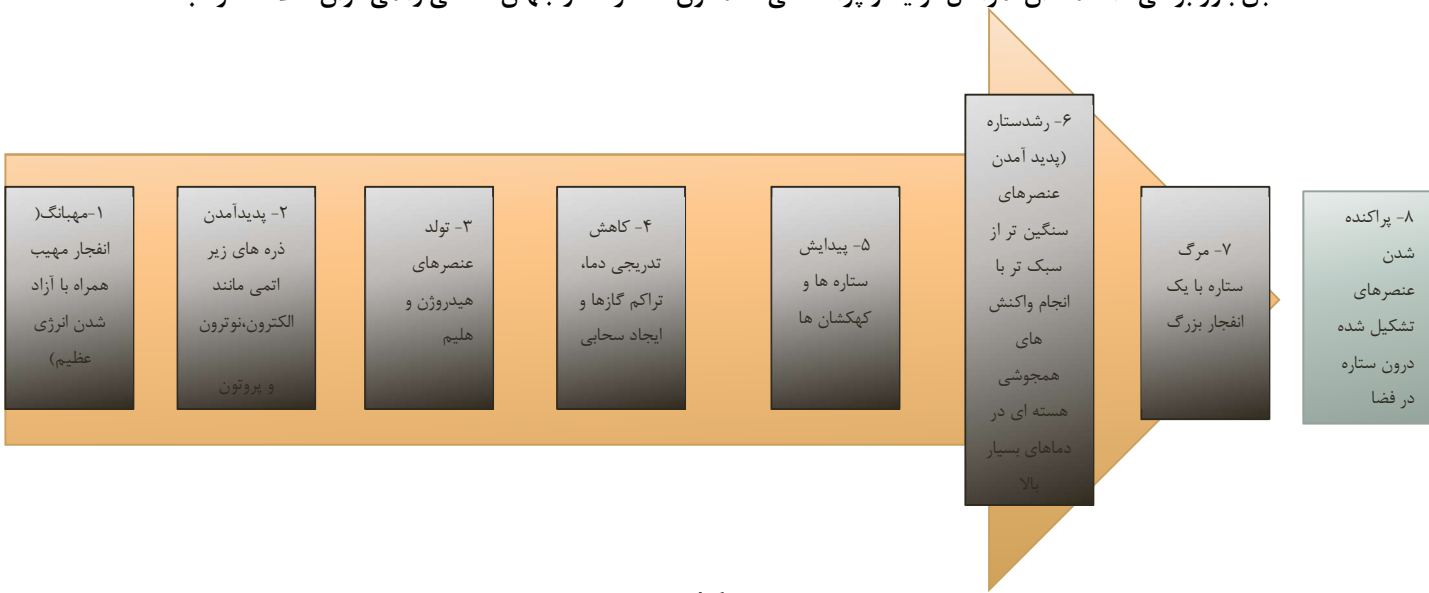 ۱-مهبانگ(
انفجار مهیب
همراه با آزاد
شدن انرژی
عظیم)
۲- پدیدآمدن
ذره های زیر
اتمی مانند
الکترون،نوترون
و پروتون
۳- تولد
عنصرهای
هیدروژن و
هلیم
۴- کاهش
تدریجی دما،
تراکم گازها و
ایجاد سحابی
۵- پیدایش
ستاره ها و
کهکشان ها
۶- رشدستاره
(پدید آمدن
عنصرهای
سنگین تر از
سبک تر با
انجام واکنش
های
همجوشی
هسته ای در
دماهای بسیار
بالا
۷- مرگ
ستاره با یک
انفجار بزرگ
۸- پراکنده
شدن
عنصرهای
تشکیل شده
درون ستاره
در فضا